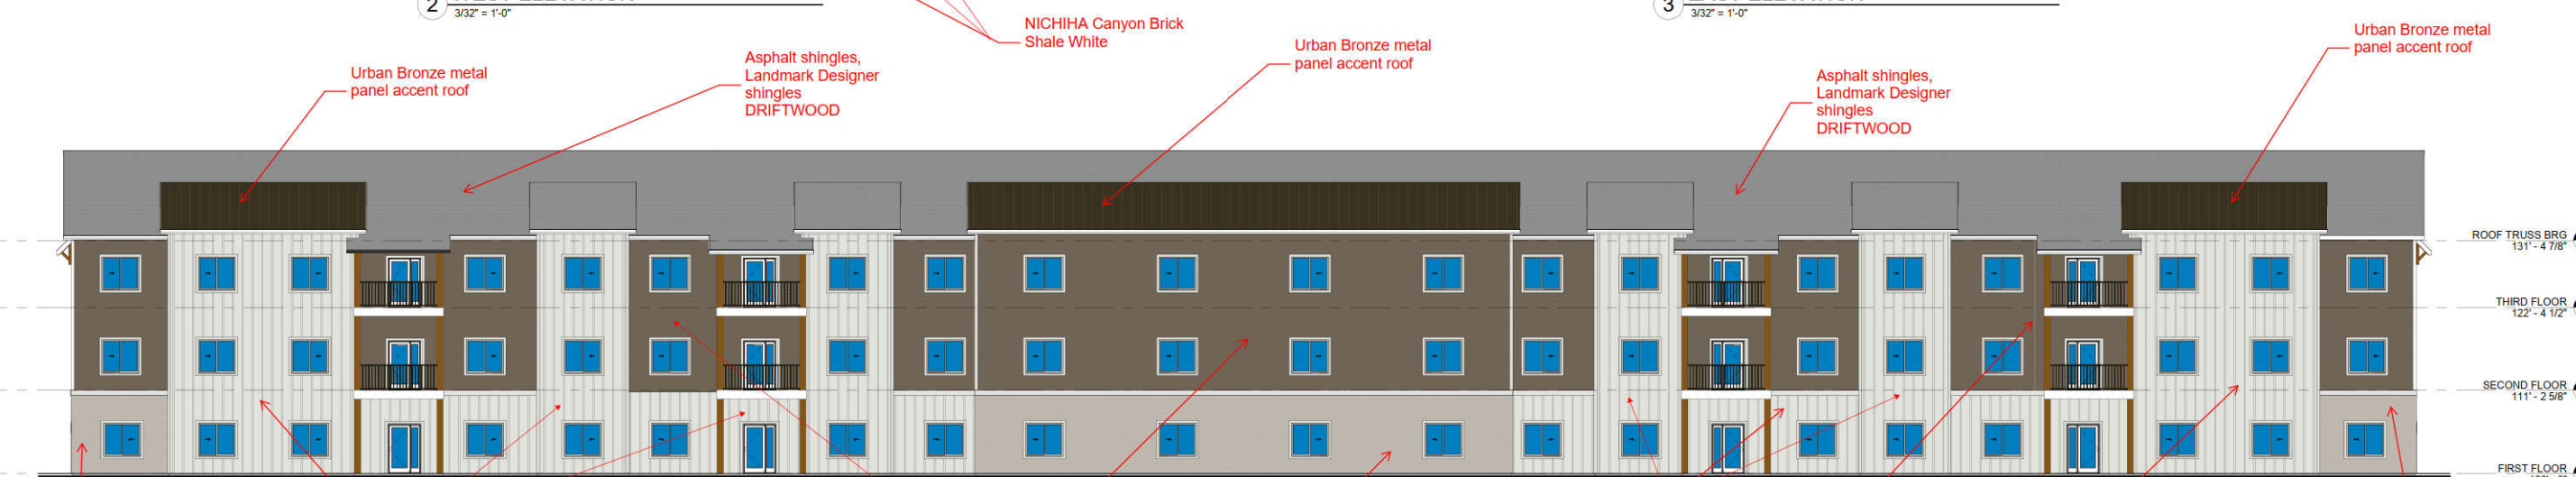 2
3/32" = 1'-0"
3
3/32" = 1'-0"
NICHIHA Canyon Brick
Shale White
Urban Bronze metal
panel accent roof
Asphalt shingles,
Landmark Designer
shingles
DRIFTWOOD
Urban Bronze metal
panel accent roof
Asphalt shingles,
Landmark Designer
shingles
DRIFTWOOD
Urban Bronze metal
panel accent roof
ROOF TRUSS BRG
131' - 4 7/8"
THIRD FLOOR
122' - 4 1/2"
SECOND FLOOR
111' - 2 5/8"
FIRST FLOOR